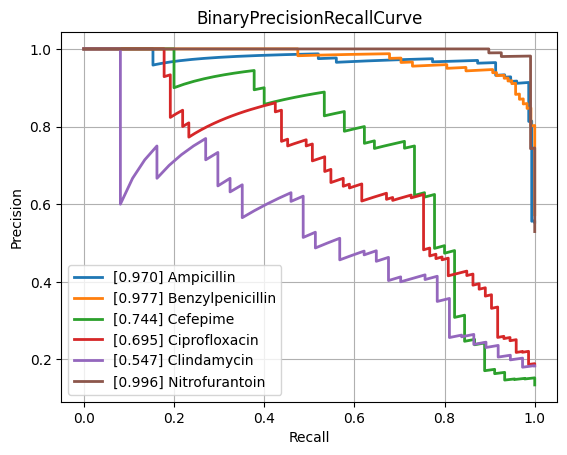 BinaryPrecisionRecallCurve
1.0
0.8
0.6
0.4
0.2
Precision
[0.970] Ampicillin
[0.977] Benzylpenicillin
[0.744] Cefepime
[0.695] Ciprofloxacin
[0.547] Clindamycin
[0.996] Nitrofurantoin
0.0 0.2 0.4 0.6 0.8 1.0
Recall